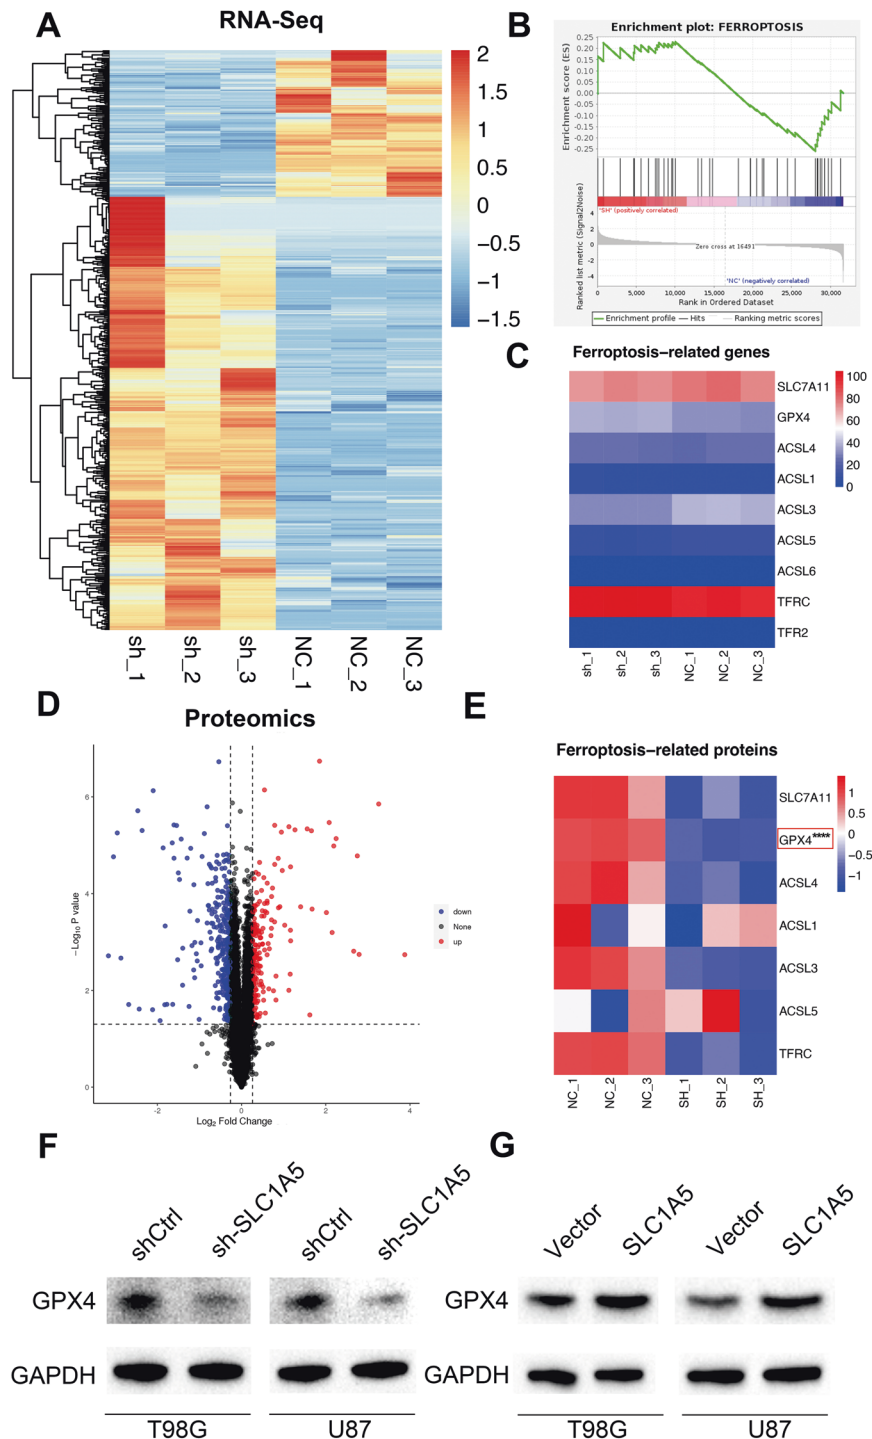 A
RNA-Seq
2
1.5
1
0.5
0
−0.5
−1
−1.5
sh_1
sh_2
sh_3
NC_1
NC_2
NC_3
B
Enrichment plot: FERROPTOSIS
Enrichment score (ES)
0.25
0.20
0.15
0.10
0.05
0.00
-0.05
-0.10
-0.15
-0.20
-0.25
Ranked list metric (Signal2Noise)
4
2
0
-2
-4
"SH" (positively correlated)
Zero cross at 16491
"NC" (negatively correlated)
0
5,000
10,000
15,000
20,000
25,000
30,000
Rank in Ordered Dataset
Enrichment profile
Hits
Ranking metric scores
C
Ferroptosis−related genes
SLC7A11
GPX4
ACSL4
ACSL1
ACSL3
ACSL5
ACSL6
TFRC
TFR2
100
80
60
40
20
0
sh_1
sh_2
sh_3
NC_1
NC_2
NC_3
D
Proteomics
−Log10 P value
6
4
2
0
-2
0
2
4
Log2 Fold Change
down
None
up
E
Ferroptosis−related proteins
SLC7A11
GPX4****
ACSL4
ACSL1
ACSL3
ACSL5
TFRC
1
0.5
0
−0.5
−1
NC_1
NC_2
NC_3
SH_1
SH_2
SH_3
F
shCtrl
sh-SLC1A5
shCtrl
sh-SLC1A5
GPX4
GAPDH
T98G
U87
G
Vector
SLC1A5
Vector
SLC1A5
GPX4
GAPDH
T98G
U87